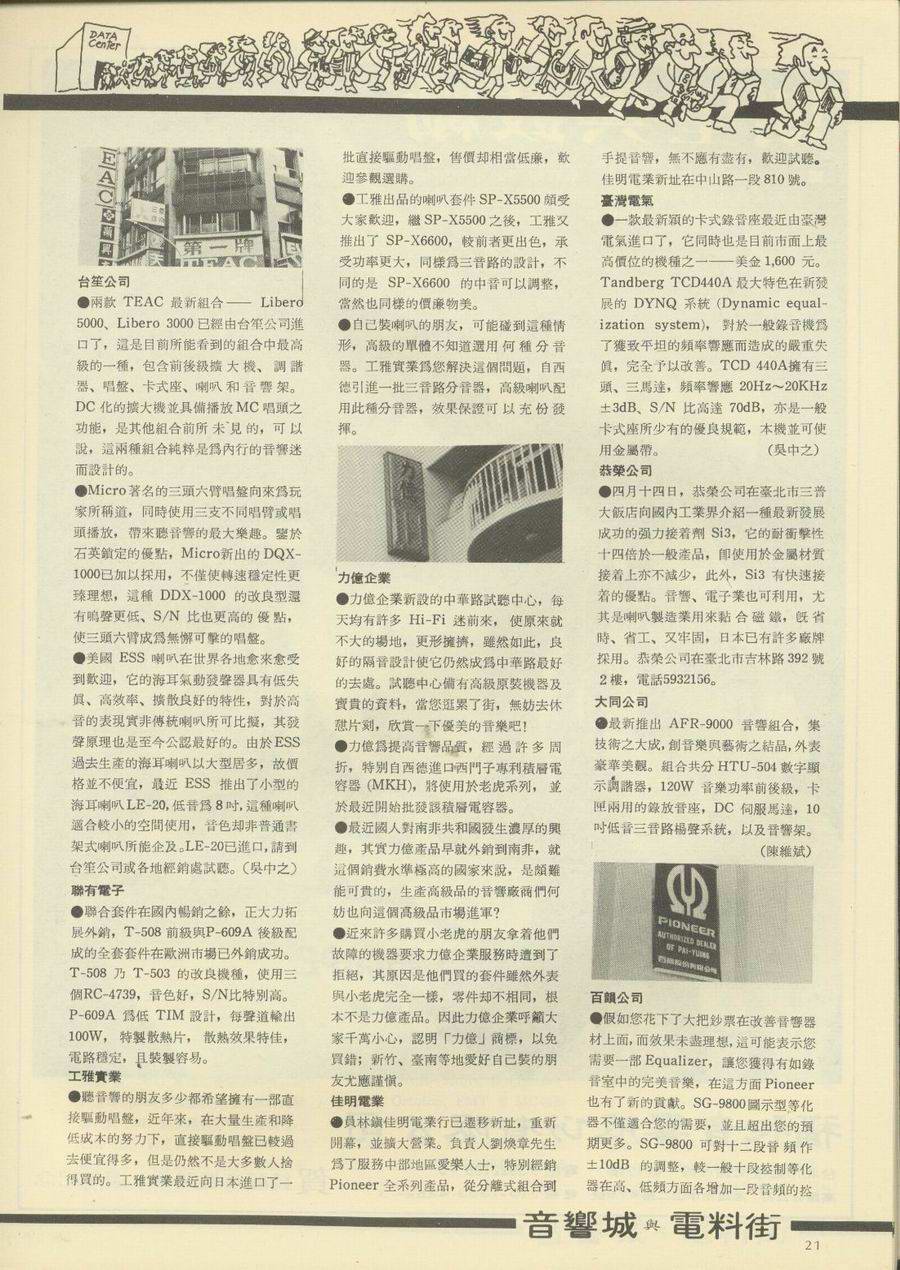 DATA
Center
TEAC
第一牌
TEAC
台笙公司
●兩款 TEAC 最新組合—— Libero
5000、Libero 3000 已經由台笙公司進
口了，這是目前所能看到的組合中最高
級的一種，包含前後級擴大機、調諧
器、唱盤、卡式座、喇叭和音響架。
DC 化的擴大機並具備播放 MC 唱頭之
功能，是其他組合前所未見的，可以
說，這兩種組合純粹是爲內行的音響迷
而設計的。
●Micro 著名的三頭六臂唱盤向來爲玩
家所稱道，同時使用三支不同唱臂或唱
頭播放，帶來聽音響的最大樂趣。鑒於
石英鎖定的優點，Micro新出的 DQX-
1000已加以採用，不僅使轉速穩定性更
臻理想，這種 DDX-1000 的改良型還
有鳴聲更低、S/N 比也更高的優點，
使三頭六臂成爲無懈可擊的唱盤。
●美國 ESS 喇叭在世界各地愈來愈受
到歡迎，它的海耳氣動發聲器具有低失
眞、高效率、擴散良好的特性，對於高
音的表現實非傳統喇叭所可比擬，其發
聲原理也是至今公認最好的。由於ESS
過去生產的海耳喇叭以大型居多，故價
格並不便宜，最近 ESS 推出了小型的
海耳喇叭 LE-20，低音爲 8 吋，這種喇叭
適合較小的空間使用，音色却非普通書
架式喇叭所能企及。LE-20已進口，請到
台笙公司或各地經銷處試聽。（吳中之）
聯有電子
●聯合套件在國內暢銷之餘，正大力拓
展外銷，T-508 前級與P-609A 後級配
成的全套套件在歐洲市場已外銷成功。
T-508 乃 T-503 的改良機種，使用三
個RC-4739，音色好，S/N比特別高。
P-609A 爲低 TIM 設計，每聲道輸出
100W，特製散熱片，散熱效果特佳，
電路穩定，且裝製容易。
工雅實業
●聽音響的朋友多少都希望擁有一部直
接驅動唱盤，近年來，在大量生產和降
低成本的努力下，直接驅動唱盤已較過
去便宜得多，但是仍然不是大多數人捨
得買的。工雅實業最近向日本進口了一
批直接驅動唱盤，售價却相當低廉，歡
迎參觀選購。
●工雅出品的喇叭套件 SP-X5500 頗受
大家歡迎，繼 SP-X5500 之後，工雅又
推出了 SP-X6600，較前者更出色，承
受功率更大，同樣爲三音路的設計，不
同的是 SP-X6600 的中音可以調整，
當然也同樣的價廉物美。
●自己裝喇叭的朋友，可能碰到這種情
形，高級的單體不知道選用何種分音
器。工雅實業爲您解決這個問題，自西
德引進一批三音路分音器，高級喇叭配
用此種分音器，效果保證可以充份發
揮。
力億
力億企業
●力億企業新設的中華路試聽中心，每
天均有許多 Hi-Fi 迷前來，使原來就
不大的場地，更形擁擠，雖然如此，良
好的隔音設計使它仍然成爲中華路最好
的去處。試聽中心備有高級原裝機器及
寶貴的資料，當您逛累了街，無妨去休
憇片刻，欣賞一下優美的音樂吧！
●力億爲提高音響品質，經過許多周
折，特別自西德進口西門子專利積層電
容器 (MKH)，將使用於老虎系列，並
於最近開始批發該積層電容器。
●最近國人對南非共和國發生濃厚的興
趣，其實力億產品早就外銷到南非，就
這個銷費水準極高的國家來說，是頗難
能可貴的，生產高級品的音響廠商們何
妨也向這個高級品市場進軍？
●近來許多購買小老虎的朋友拿着他們
故障的機器要求力億企業服務時遭到了
拒絕，其原因是他們買的套件雖然外表
與小老虎完全一樣，零件却不相同，根
本不是力億產品。因此力億企業呼籲大
家千萬小心，認明「力億」商標，以免
買錯；新竹、臺南等地愛好自己裝的朋
友尤應謹愼。
佳明電業
●員林鎭佳明電業行已遷移新址，重新
開幕，並擴大營業。負責人劉煥章先生
爲了服務中部地區愛樂人士，特別經銷
Pioneer 全系列產品，從分離式組合到
手提音響，無不應有盡有，歡迎試聽。
佳明電業新址在中山路一段 810 號。
臺灣電氣
●一款最新穎的卡式錄音座最近由臺灣
電氣進口了，它同時也是目前市面上最
高價位的機種之一——美金 1,600 元。
Tandberg TCD440A 最大特色在新發
展的 DYNQ 系統 (Dynamic equal-
ization system)，對於一般錄音機爲
了獲致平坦的頻率響應而造成的嚴重失
眞，完全予以改善。TCD 440A擁有三
頭、三馬達，頻率響應 20Hz～20KHz
±3dB、S/N 比高達 70dB，亦是一般
卡式座所少有的優良規範，本機並可使
用金屬帶。（吳中之）
恭榮公司
●四月十四日，恭榮公司在臺北市三普
大飯店向國內工業界介紹一種最新發展
成功的强力接着劑 Si3，它的耐衝擊性
十四倍於一般產品，卽使用於金屬材質
接着上亦不減少，此外，Si3 有快速接
着的優點。音響、電子業也可利用，尤
其是喇叭製造業用來黏合磁鐵，旣省
時、省工、又牢固，日本已有許多廠牌
採用。恭榮公司在臺北市吉林路 392 號
2 樓，電話5932156。
大同公司
●最新推出 AFR-9000 音響組合，集
技術之大成，創音樂與藝術之結晶，外表
豪華美觀。組合共分 HTU-504 數字顯
示調諧器，120W 音樂功率前後級，卡
匣兩用的錄放音座，DC 伺服馬達，10
吋低音三音路楊聲系統，以及音響架。
（陳維斌）
PIONEER
AUTHORIZED DEALER
OF PAI-YUING
百韻股份有限公司
百韻公司
●假如您花下了大把鈔票在改善音響器
材上面，而效果未盡理想，這可能表示您
需要一部 Equalizer，讓您獲得有如錄
音室中的完美音樂，在這方面 Pioneer
也有了新的貢獻。SG-9800圖示型等化
器不僅適合您的需要，並且超出您的預
期更多。SG-9800 可對十二段音頻作
±10dB 的調整，較一般十段控制等化
器在高、低頻方面各增加一段音頻的控
音響城與電料街
21